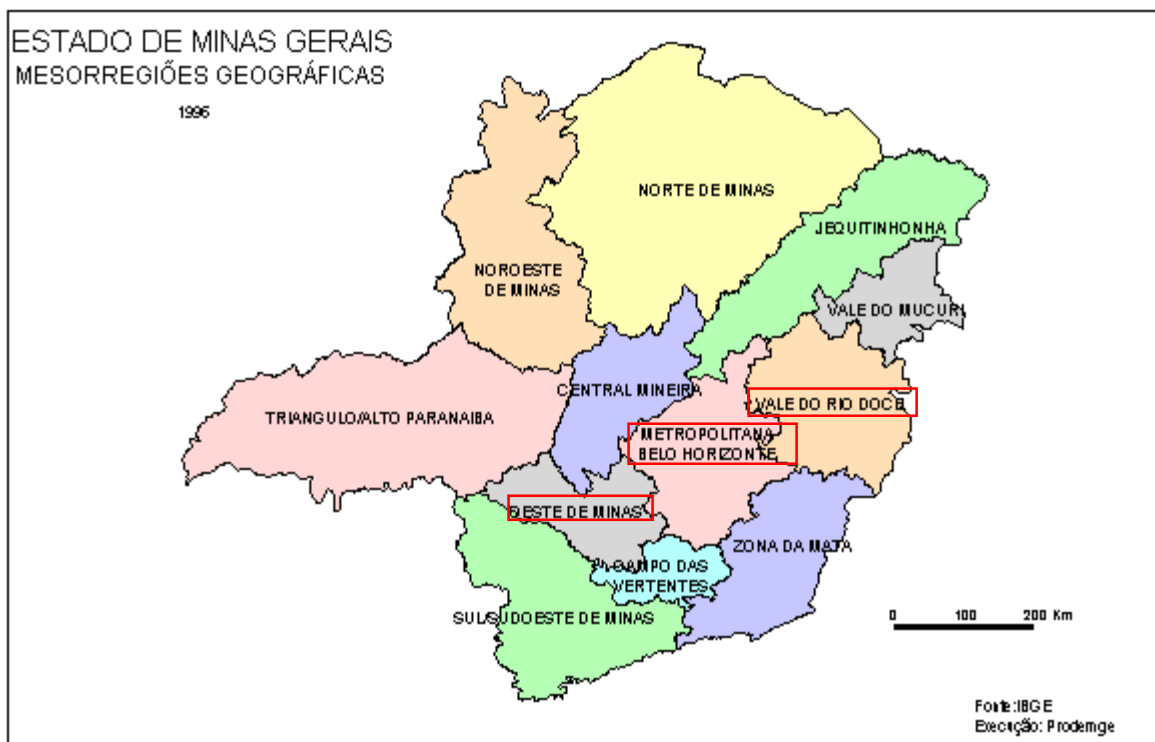 ESTADO DE MINAS GERAIS
MESORREGIÕES GEOGRÁFICAS
1996
NORTE DE MINAS
JEQUITINHONHA
NOROESTE
DE MINAS
VALE DO MUCURI
CENTRAL MINEIRA
VALE DO RIO DOCE
TRIANGULO/ALTO PARANAIBA
METROPOLITANA
BELO HORIZONTE
OESTE DE MINAS
ZONA DA MATA
CAMPO DAS
VERTENTES
SUL/SUDOESTE DE MINAS
0 100 200 Km
Fonte:IBGE
Execução: Prodemge